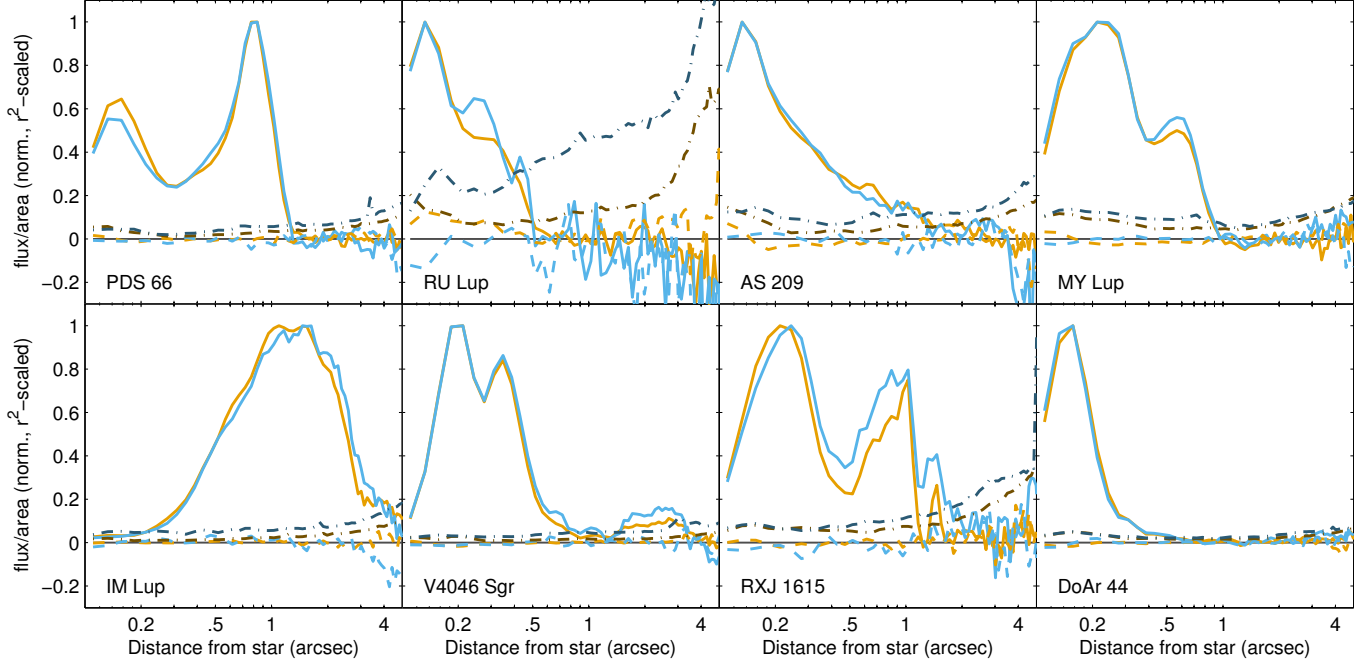 flux/area (norm., r²−scaled)
1
0.8
0.6
0.4
0.2
0
−0.2
PDS 66
RU Lup
AS 209
MY Lup
flux/area (norm., r²−scaled)
1
0.8
0.6
0.4
0.2
0
−0.2
IM Lup
V4046 Sgr
RXJ 1615
DoAr 44
0.2 .5 1 2 4
0.2 .5 1 2 4
0.2 .5 1 2 4
0.2 .5 1 2 4
Distance from star (arcsec)
Distance from star (arcsec)
Distance from star (arcsec)
Distance from star (arcsec)